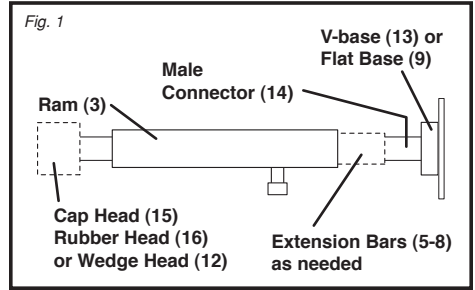 Fig. 1
V-base (13) or
Flat Base (9)
Male
Connector (14)
Ram (3)
Cap Head (15)
Rubber Head (16)
or Wedge Head (12)
Extension Bars (5-8)
as needed